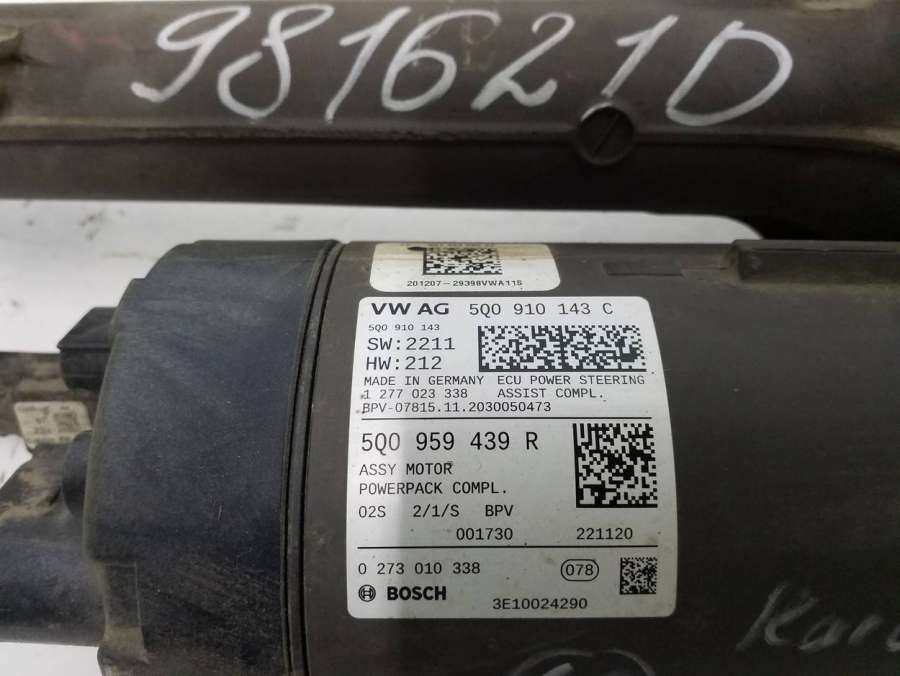 981621D
201207-29398VWA11S
VW AG 5Q0 910 143 C
5Q0 910 143
SW:2211
HW:212
MADE IN GERMANY ECU POWER STEERING
1 277 023 338 ASSIST COMPL.
BPV-07815.11.2030050473
5Q0 959 439 R
ASSY MOTOR
POWERPACK COMPL.
02S 2/1/S BPV
001730 221120
0 273 010 338 078
BOSCH
3E10024290